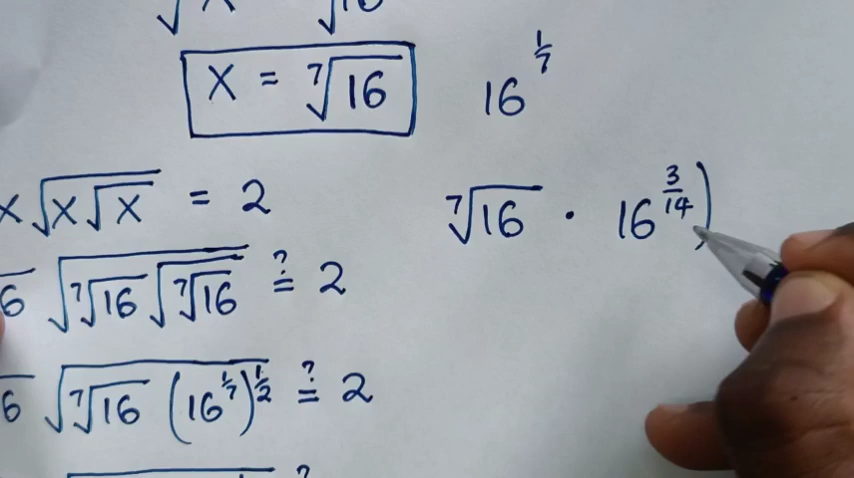 x = ⁷√16    16^(1/7)
x√(x√x) = 2    ⁷√16 · 16^(3/14))
6 √(⁷√16 √(⁷√16)) ≟ 2
6 √(⁷√16 (16^(1/7))^(1/2)) ≟ 2
?